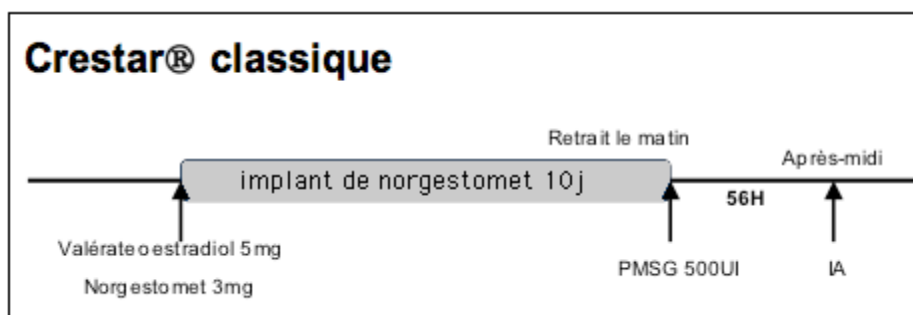 Crestar® classique
Retrait le matin
Après-midi
implant de norgestomet 10j
56H
Valérate oestradiol 5mg
PMSG 500UI
IA
Norgestomet 3mg